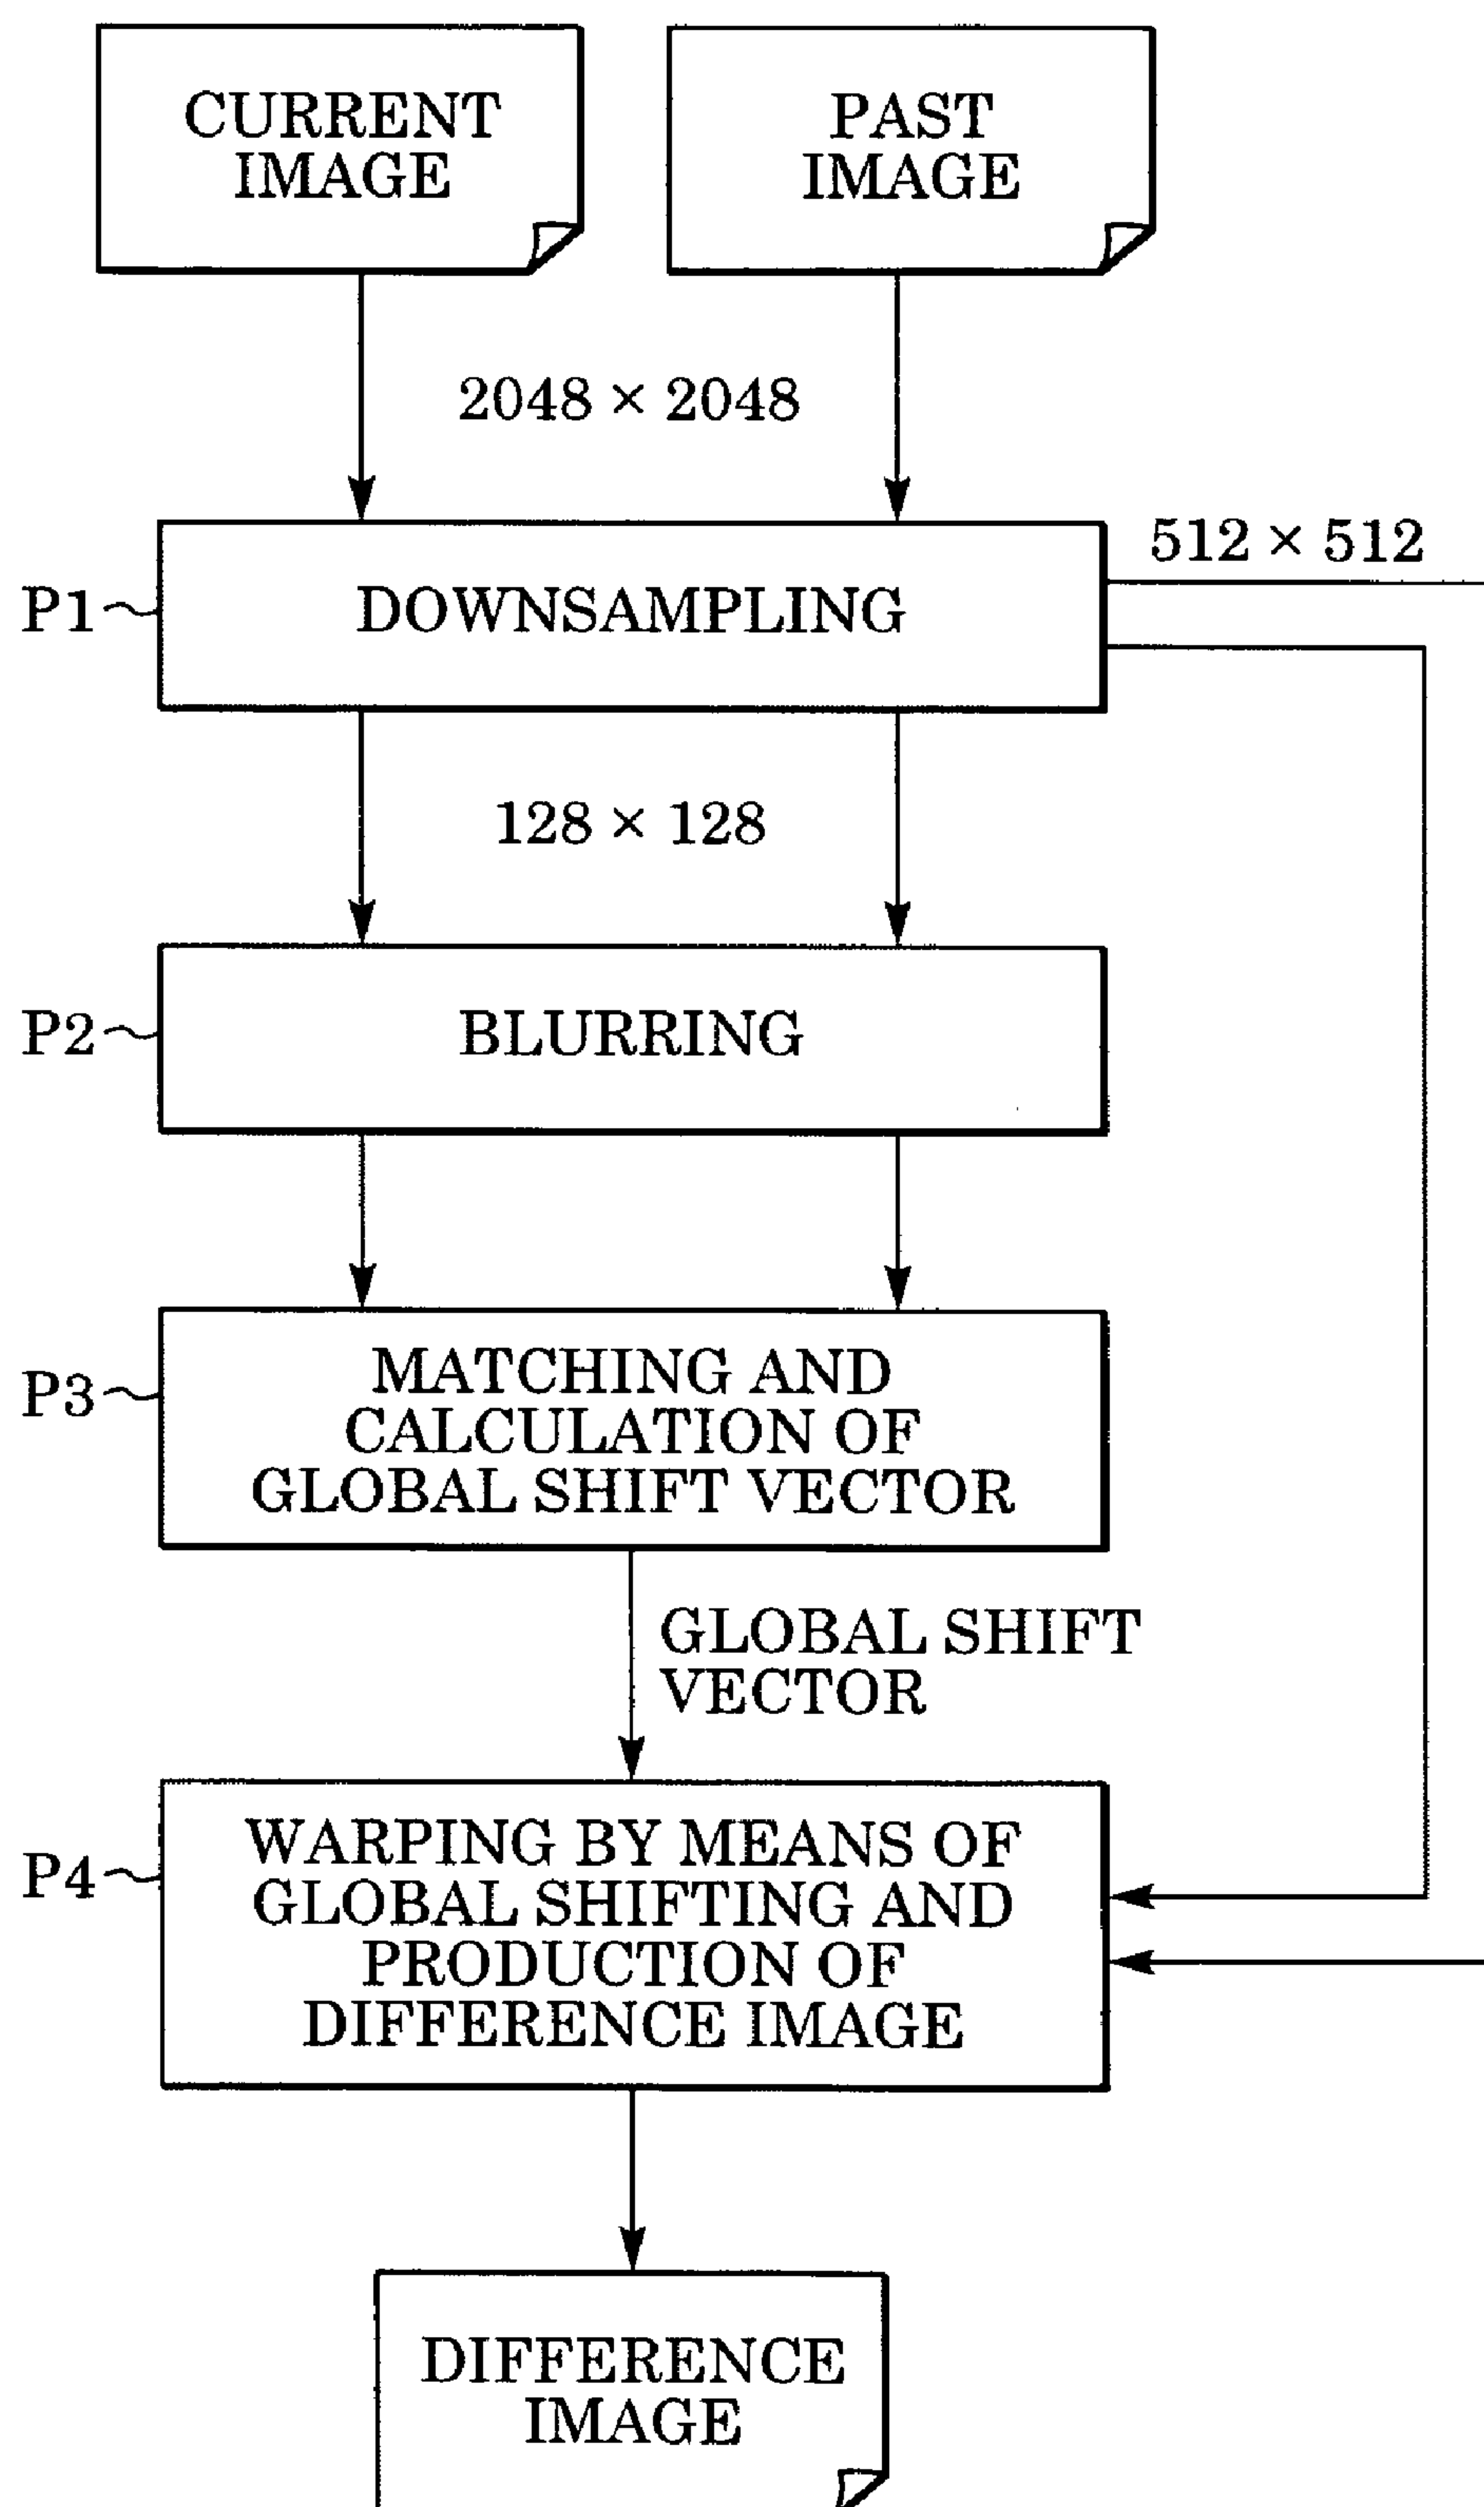 CURRENT
IMAGE
PAST
IMAGE
2048 × 2048
512 × 512
P1
DOWNSAMPLING
128 × 128
P2
BLURRING
P3
MATCHING AND
CALCULATION OF
GLOBAL SHIFT VECTOR
GLOBAL SHIFT
VECTOR
P4
WARPING BY MEANS OF
GLOBAL SHIFTING AND
PRODUCTION OF
DIFFERENCE IMAGE
DIFFERENCE
IMAGE